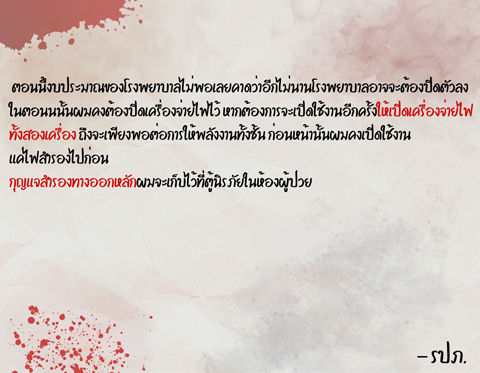 ตอนนี้งบประมาณของโรงพยาบาลไม่พอเลยคาดว่าอีกไม่นานโรงพยาบาลอาจจะต้องปิดตัวลง
ในตอนนนั้นผมคงต้องปิดเครื่องจ่ายไฟไว้ หากต้องการจะเปิดใช้งานอีกครั้งให้เปิดเครื่องจ่ายไฟ
ทั้งสองเครื่อง ถึงจะเพียงพอต่อการให้พลังงานทั้งชั้น ก่อนหน้านั้นผมคงเปิดใช้งาน
แค่ไฟสำรองไปก่อน
กุญแจสำรองทางออกหลักผมจะเก็บไว้ที่ตู้นิรภัยในห้องผู้ป่วย
–รปภ.